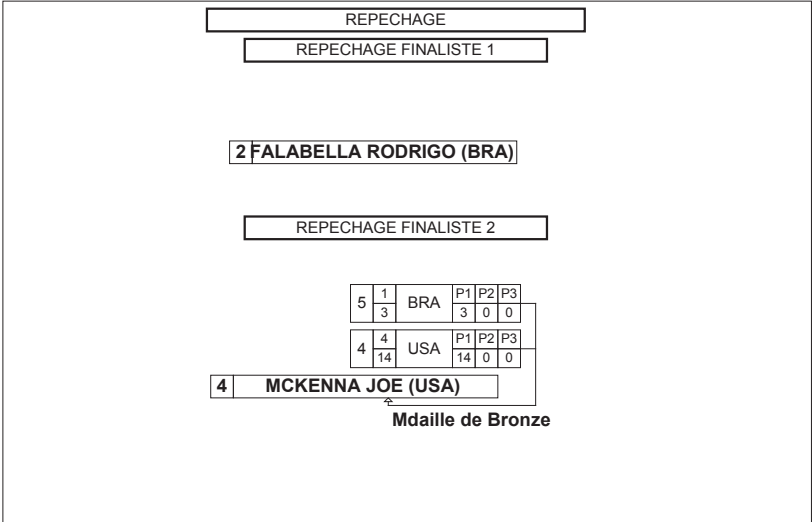 REPECHAGE
REPECHAGE FINALISTE 1
2 FALABELLA RODRIGO (BRA)
REPECHAGE FINALISTE 2
5 1 BRA P1 P2 P3
3 3 0 0
4 4 USA P1 P2 P3
14 14 0 0
4 MCKENNA JOE (USA)
Mdaille de Bronze